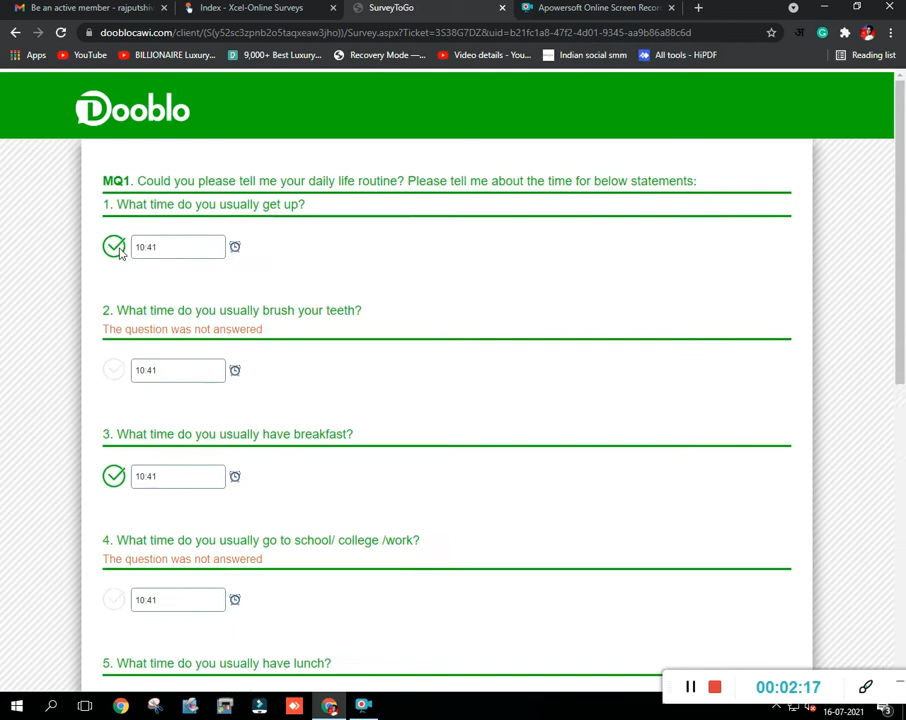 Be an active member - rajputshiv
Index - Xcel-Online Surveys
SurveyToGo
Apowersoft Online Screen Recor
dooblocawi.com/client/(S(y52sc3zpnb2o5taqxeaw3jho))/Survey.aspx?Ticket=3S38G7DZ&uid=b21fc1a8-47f2-4d01-9345-aa9b86a88c6d
Apps YouTube BILLIONAIRE Luxury... 9,000+ Best Luxury... Recovery Mode —... Video details - You... Indian social smm All tools - HiPDF Reading list
Dooblo
MQ1. Could you please tell me your daily life routine? Please tell me about the time for below statements:
1. What time do you usually get up?
10:41
2. What time do you usually brush your teeth?
The question was not answered
10:41
3. What time do you usually have breakfast?
10:41
4. What time do you usually go to school/ college /work?
The question was not answered
10:41
5. What time do you usually have lunch?
00:02:17
16-07-2021
3